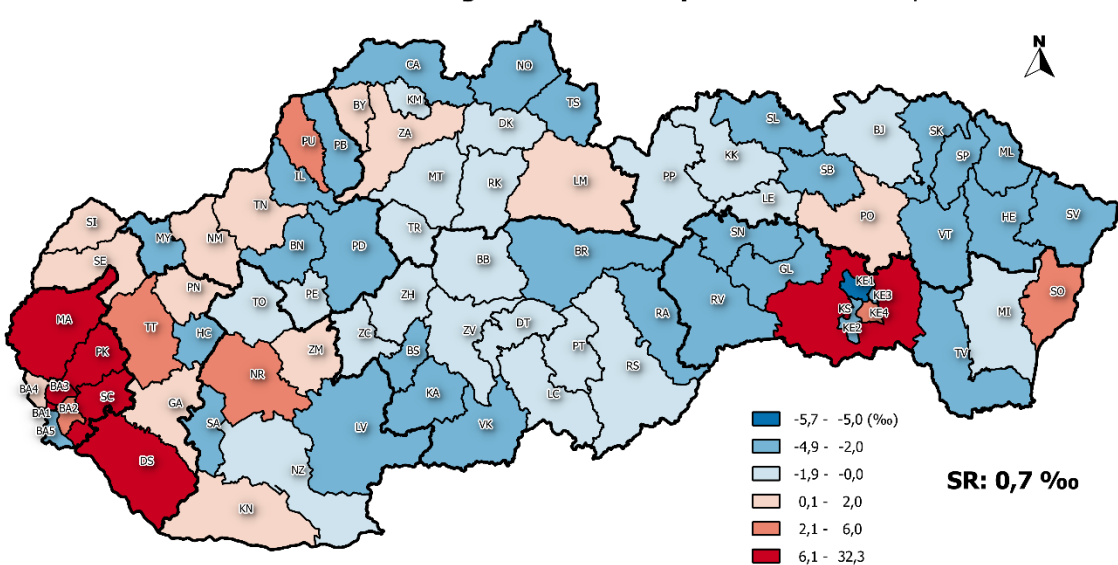 N
CA
NO
KM
TS
BY
DK
ZA
PU
PB
IL
MT
RK
LM
PP
KK
SL
BJ
SK
SP
ML
SB
LE
PO
VT
HE
SV
SI
TN
SE
MY
NM
BN
PD
TR
BB
BR
SN
GL
RV
RA
KE1
KE3
KS
KE4
KE2
SO
MI
TV
PN
TO
PE
ZH
ZV
DT
PT
RS
LC
ZC
BS
KA
VK
LV
MA
TT
HC
NR
ZM
PK
SC
GA
SA
NZ
KN
DS
BA4
BA3
BA1
BA2
BA5
-5,7 - -5,0 (‰)
-4,9 - -2,0
-1,9 - -0,0
0,1 - 2,0
2,1 - 6,0
6,1 - 32,3
SR: 0,7 ‰